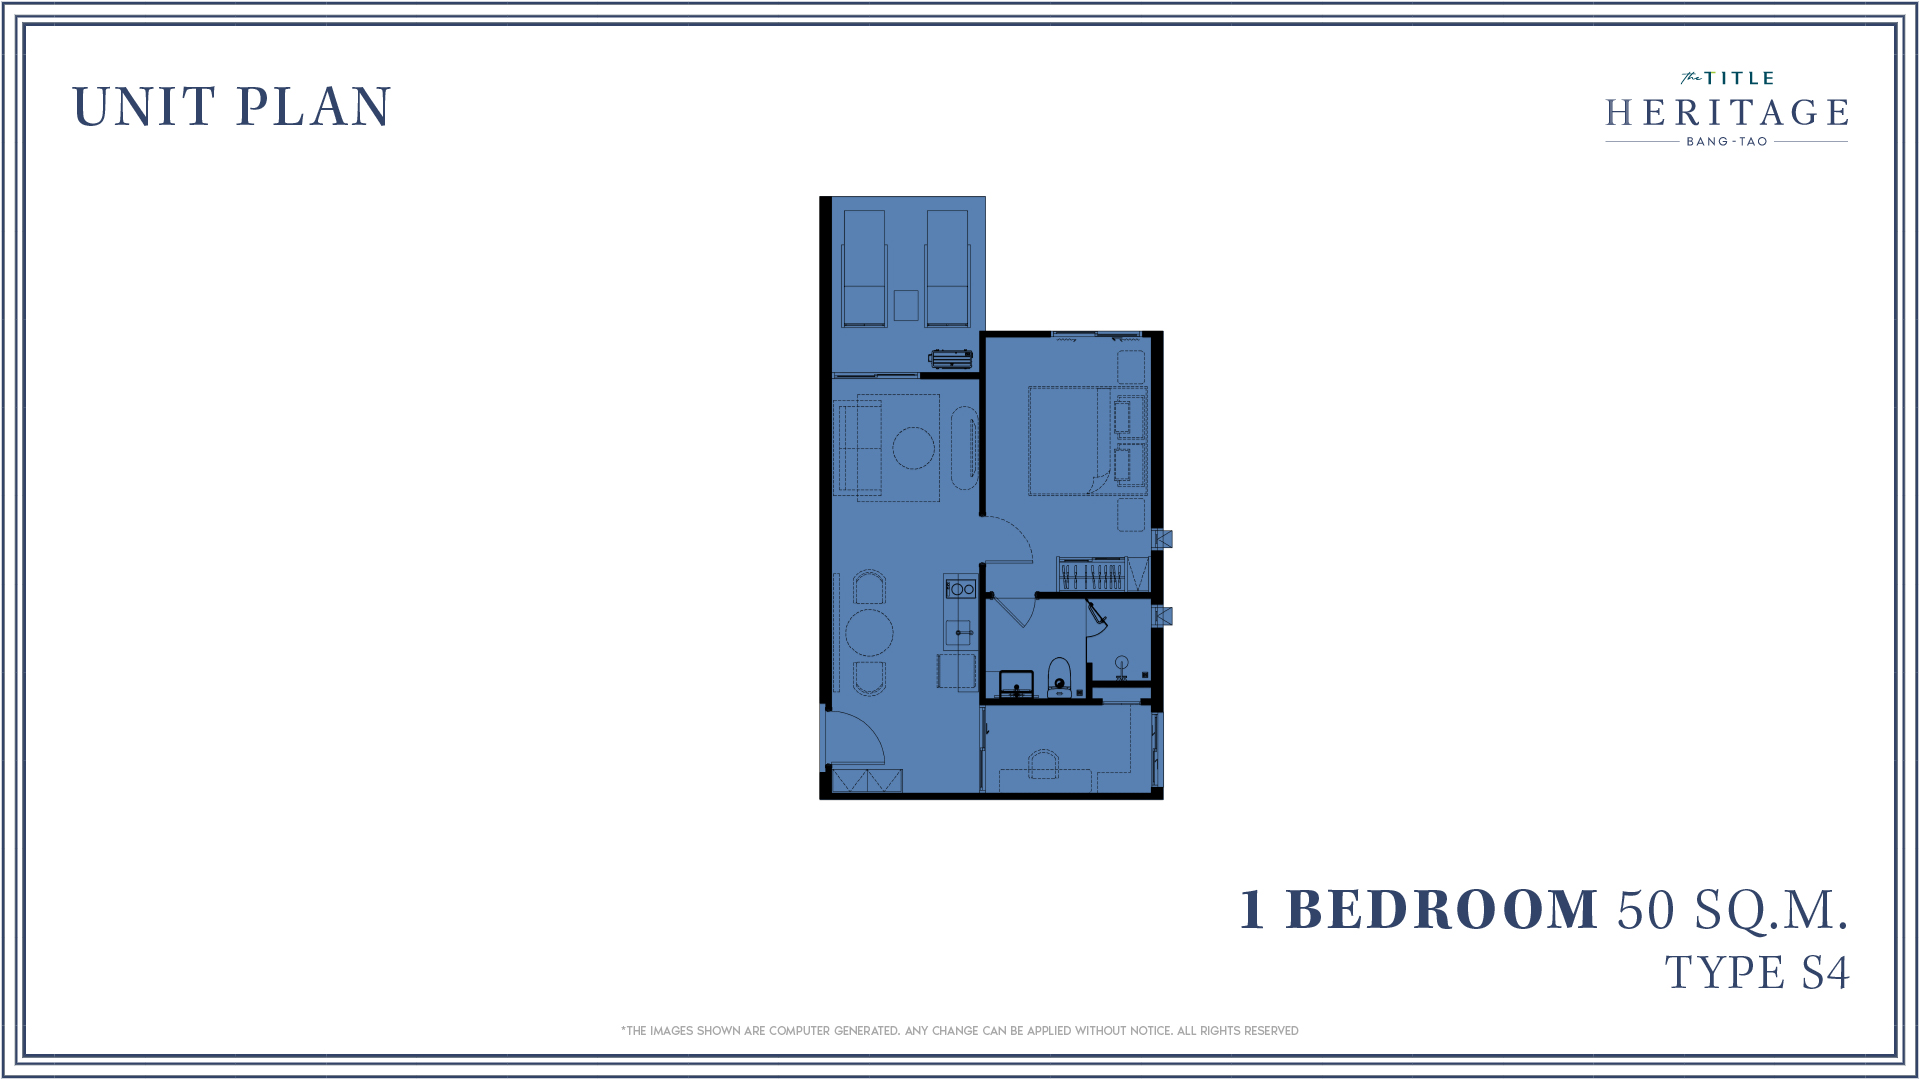 UNIT PLAN
the TITLE
HERITAGE
BANG-TAO
1 BEDROOM 50 SQ.M.
TYPE S4
*THE IMAGES SHOWN ARE COMPUTER GENERATED. ANY CHANGE CAN BE APPLIED WITHOUT NOTICE. ALL RIGHTS RESERVED